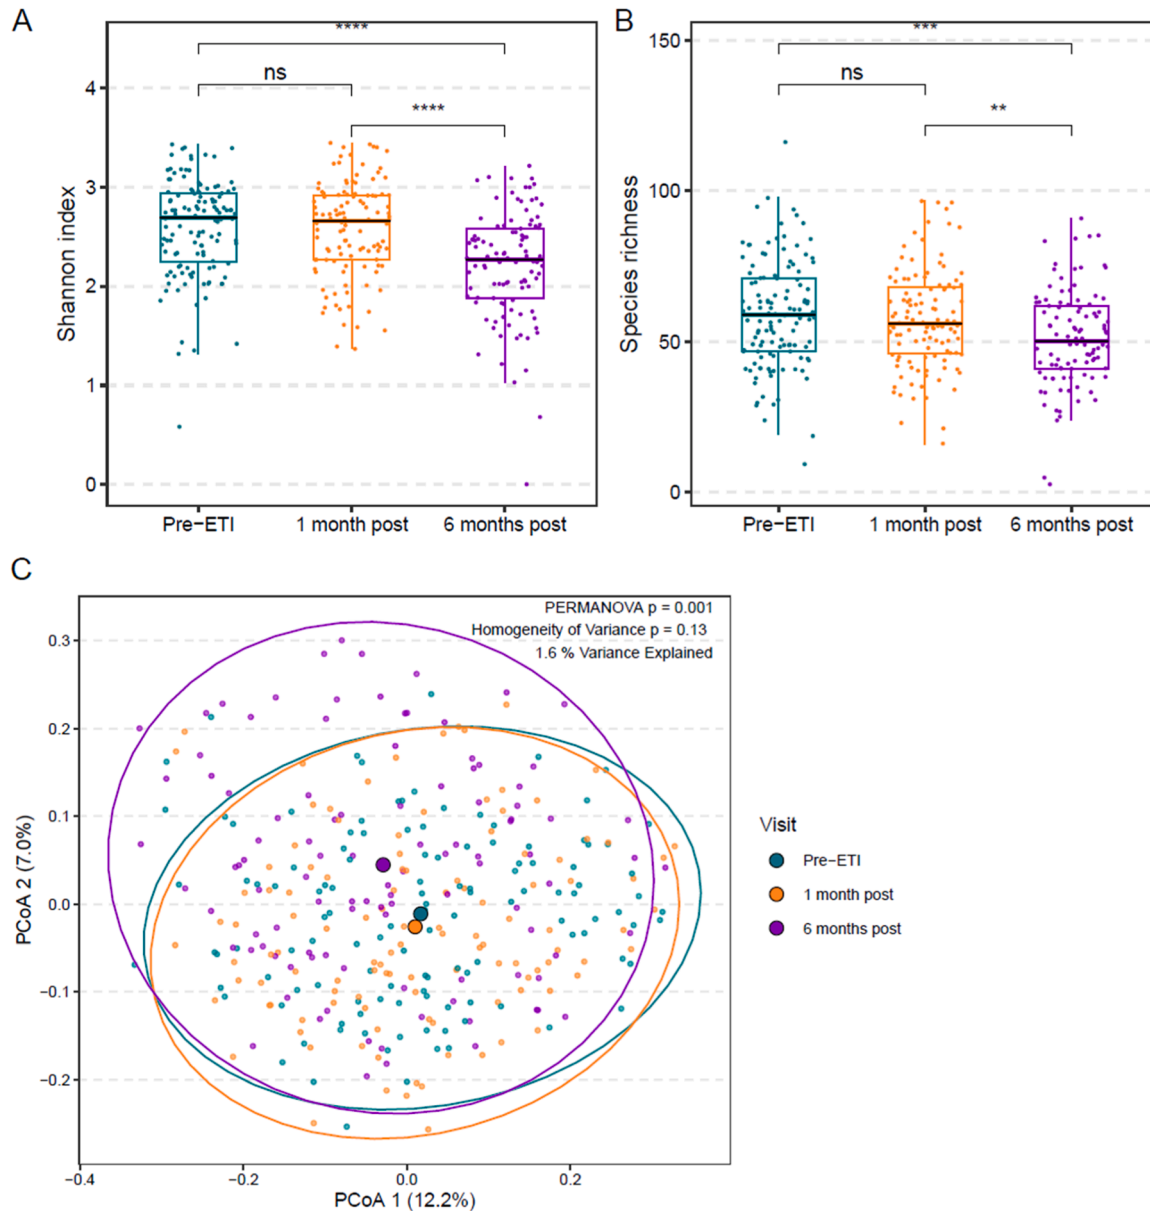 A
****
ns
****
4
3
2
1
0
Shannon index
Pre−ETI
1 month post
6 months post
B
***
ns
**
150
100
50
0
Species richness
Pre−ETI
1 month post
6 months post
C
PERMANOVA p = 0.001
Homogeneity of Variance p = 0.13
1.6 % Variance Explained
0.3
0.2
0.1
0.0
−0.1
−0.2
PCoA 2 (7.0%)
−0.4
−0.2
0.0
0.2
PCoA 1 (12.2%)
Visit
Pre−ETI
1 month post
6 months post